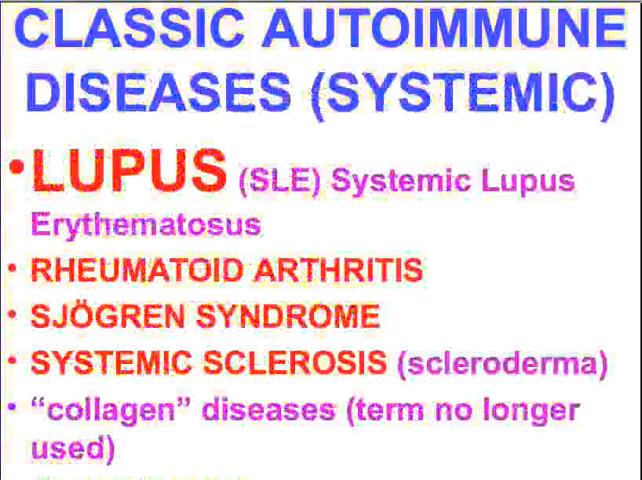 CLASSIC AUTOIMMUNE
DISEASES (SYSTEMIC)
•LUPUS (SLE) Systemic Lupus
Erythematosus
• RHEUMATOID ARTHRITIS
• SJÖGREN SYNDROME
• SYSTEMIC SCLEROSIS (scleroderma)
• “collagen” diseases (term no longer
used)